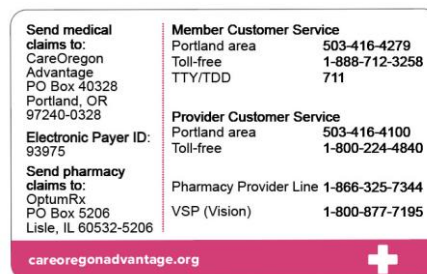 Send medical
claims to:
CareOregon
Advantage
PO Box 40328
Portland, OR
97240-0328
Electronic Payer ID:
93975
Send pharmacy
claims to:
OptumRx
PO Box 5206
Lisle, IL 60532-5206
Member Customer Service
Portland area 503-416-4279
Toll-free 1-888-712-3258
TTY/TDD 711
Provider Customer Service
Portland area 503-416-4100
Toll-free 1-800-224-4840
Pharmacy Provider Line 1-866-325-7344
VSP (Vision) 1-800-877-7195
careoregonadvantage.org